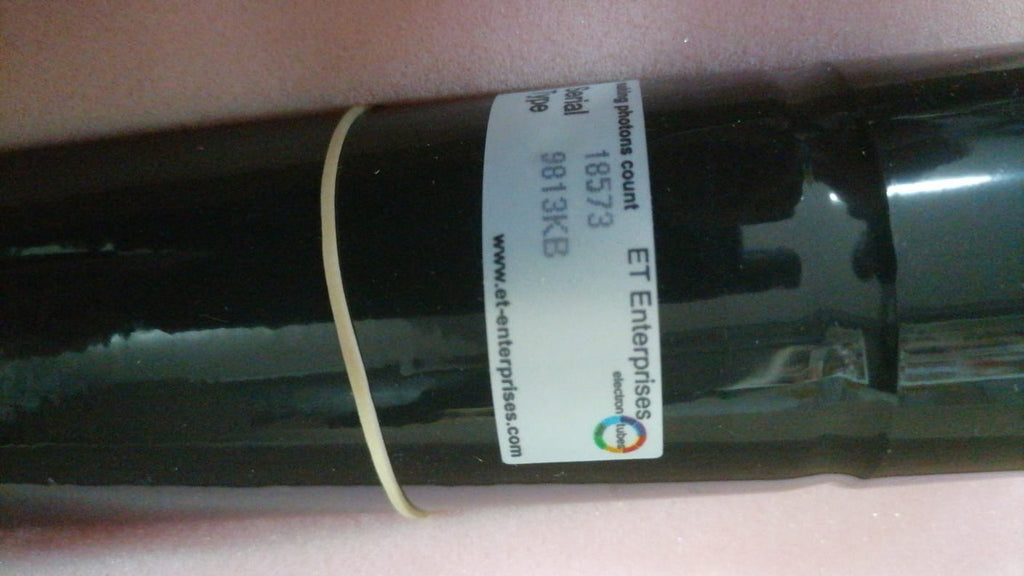 photons count
ET Enterprises
electron tubes
Serial 18573
Type 9813KB
www.et-enterprises.com